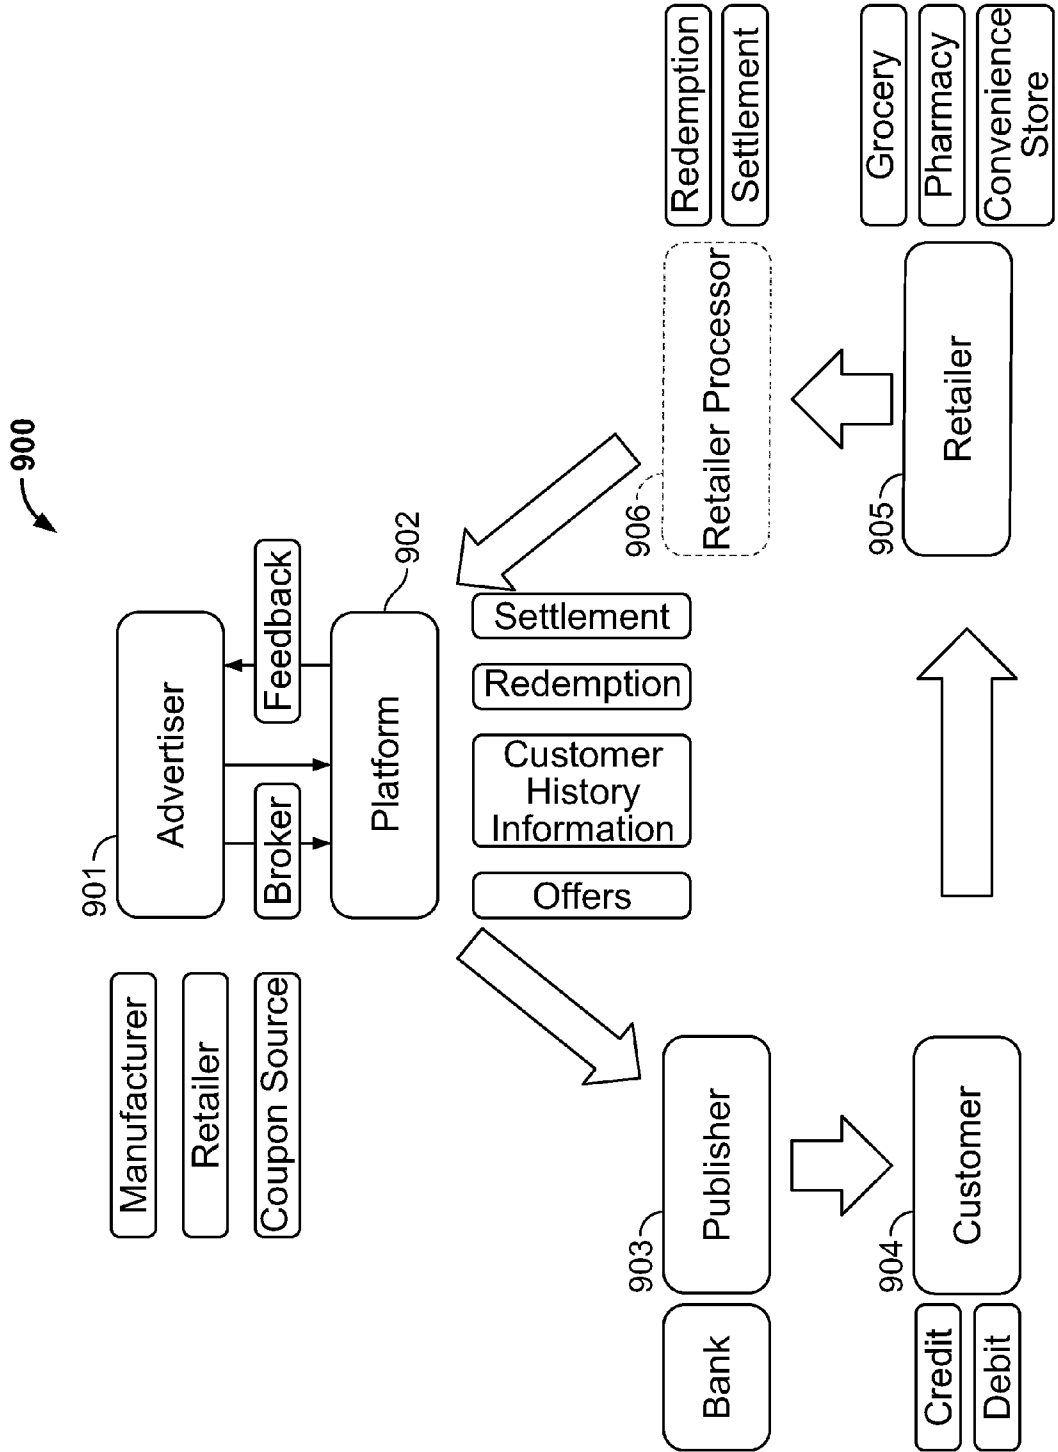 900
Manufacturer
Retailer
Coupon Source
901
Advertiser
Broker
Feedback
Platform
902
Offers
Customer
History
Information
Redemption
Settlement
Bank
903
Publisher
906
Retailer Processor
Redemption
Settlement
Credit
Debit
904
Customer
905
Retailer
Grocery
Pharmacy
Convenience
Store